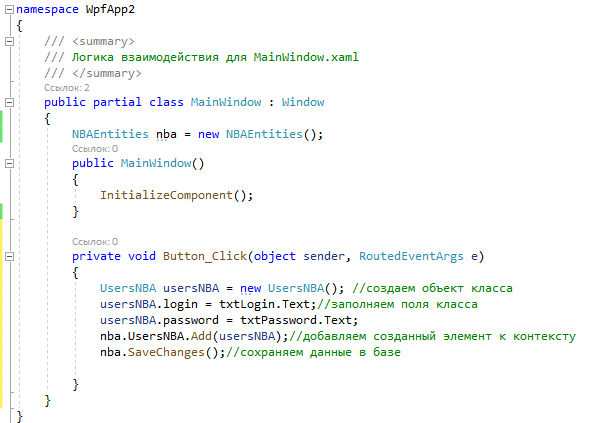 namespace WpfApp2
{
/// <summary>
/// Логика взаимодействия для MainWindow.xaml
/// </summary>
Ссылок: 2
public partial class MainWindow : Window
{
NBAEntities nba = new NBAEntities();
Ссылок: 0
public MainWindow()
{
InitializeComponent();
}
Ссылок: 0
private void Button_Click(object sender, RoutedEventArgs e)
{
UsersNBA usersNBA = new UsersNBA(); //создаем объект класса
usersNBA.login = txtLogin.Text;//заполняем поля класса
usersNBA.password = txtPassword.Text;
nba.UsersNBA.Add(usersNBA);//добавляем созданный элемент к контексту
nba.SaveChanges();//сохраняем данные в базе
}
}
}